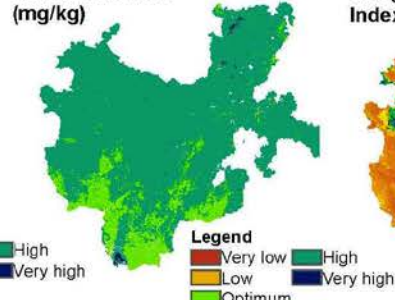 (mg/kg)
Index
High
Very high
Legend
Very low
High
Low
Very high
Optimum